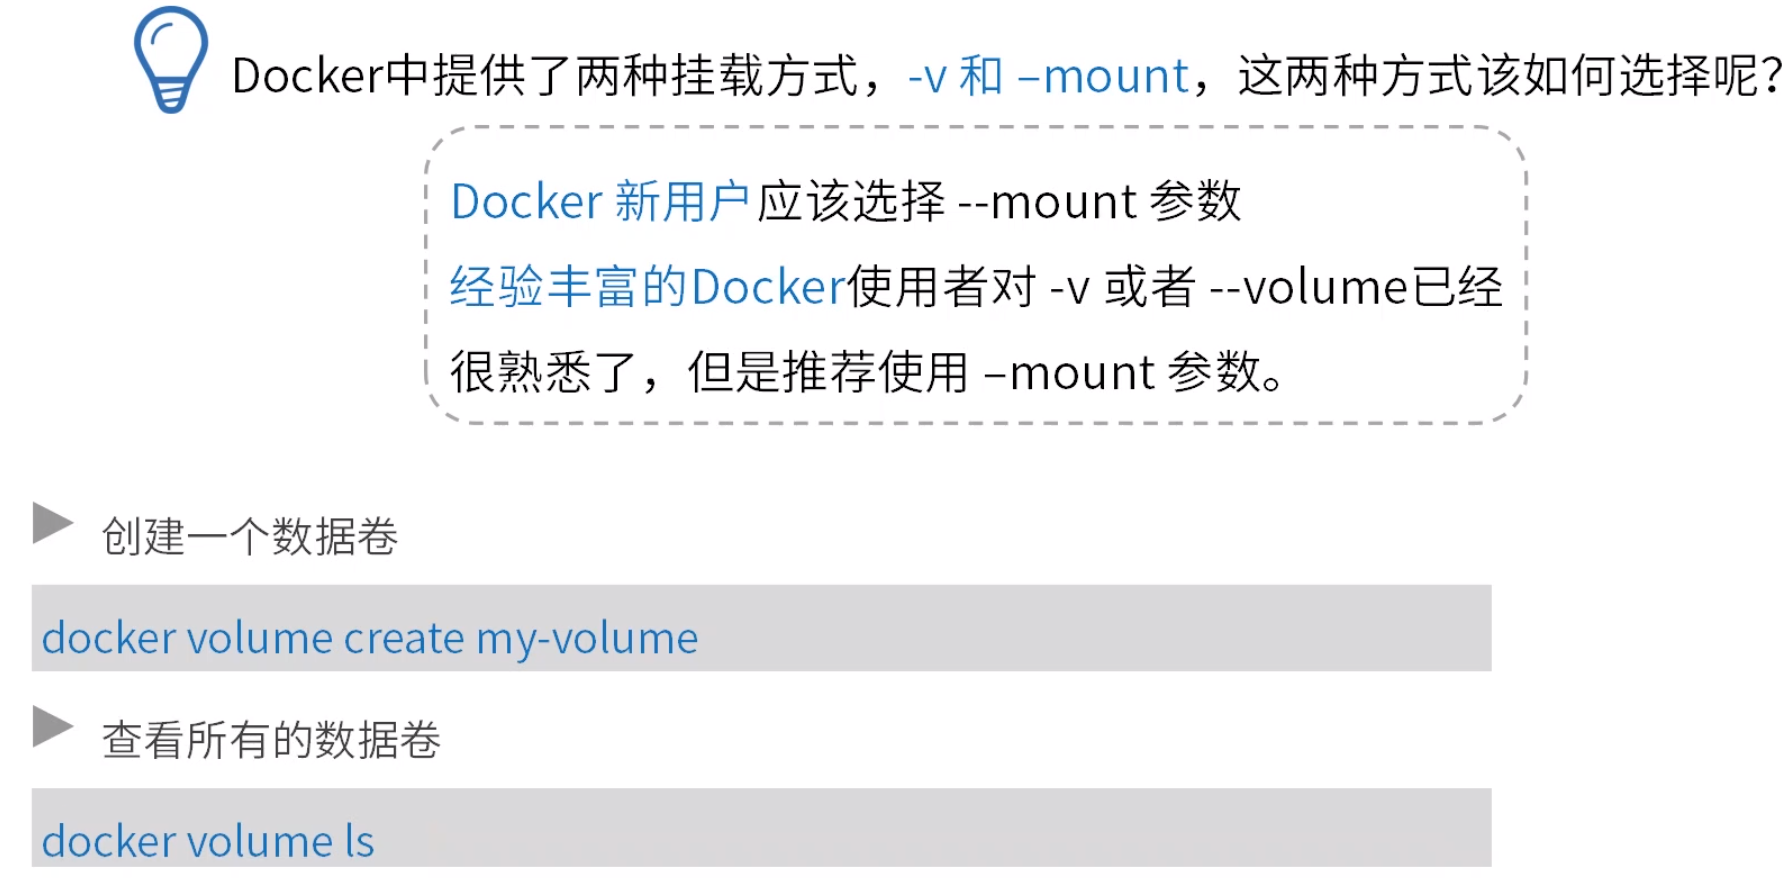 Docker中提供了两种挂载方式，-v 和 –mount，这两种方式该如何选择呢？
Docker 新用户应该选择 --mount 参数
经验丰富的Docker使用者对 -v 或者 --volume已经
很熟悉了，但是推荐使用 –mount 参数。
创建一个数据卷
docker volume create my-volume
查看所有的数据卷
docker volume ls